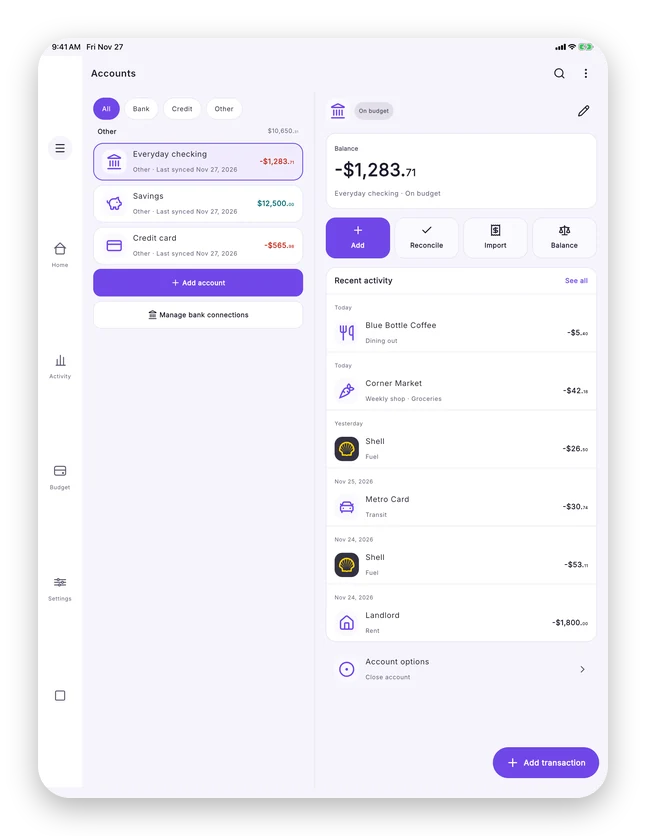 9:41 AM Fri Nov 27
Accounts
All
Bank
Credit
Other
Other
$10,650.
Everyday checking
Other · Last synced Nov 27, 2026
-$1,283.71
Savings
Other · Last synced Nov 27, 2026
$12,500.00
Credit card
Other · Last synced Nov 27, 2026
-$565.
+ Add account
Manage bank connections
Home
Activity
Budget
Settings
On budget
Balance
-$1,283.71
Everyday checking · On budget
Add
Reconcile
Import
Balance
Recent activity
See all
Today
Blue Bottle Coffee
Dining out
-$5.40
Today
Corner Market
Weekly shop · Groceries
-$42.
Yesterday
Shell
Fuel
-$26.50
Nov 25, 2026
Metro Card
Transit
-$30.74
Nov 24, 2026
Shell
Fuel
-$53.
Nov 24, 2026
Landlord
Rent
-$1,800.00
Account options
Close account
+ Add transaction